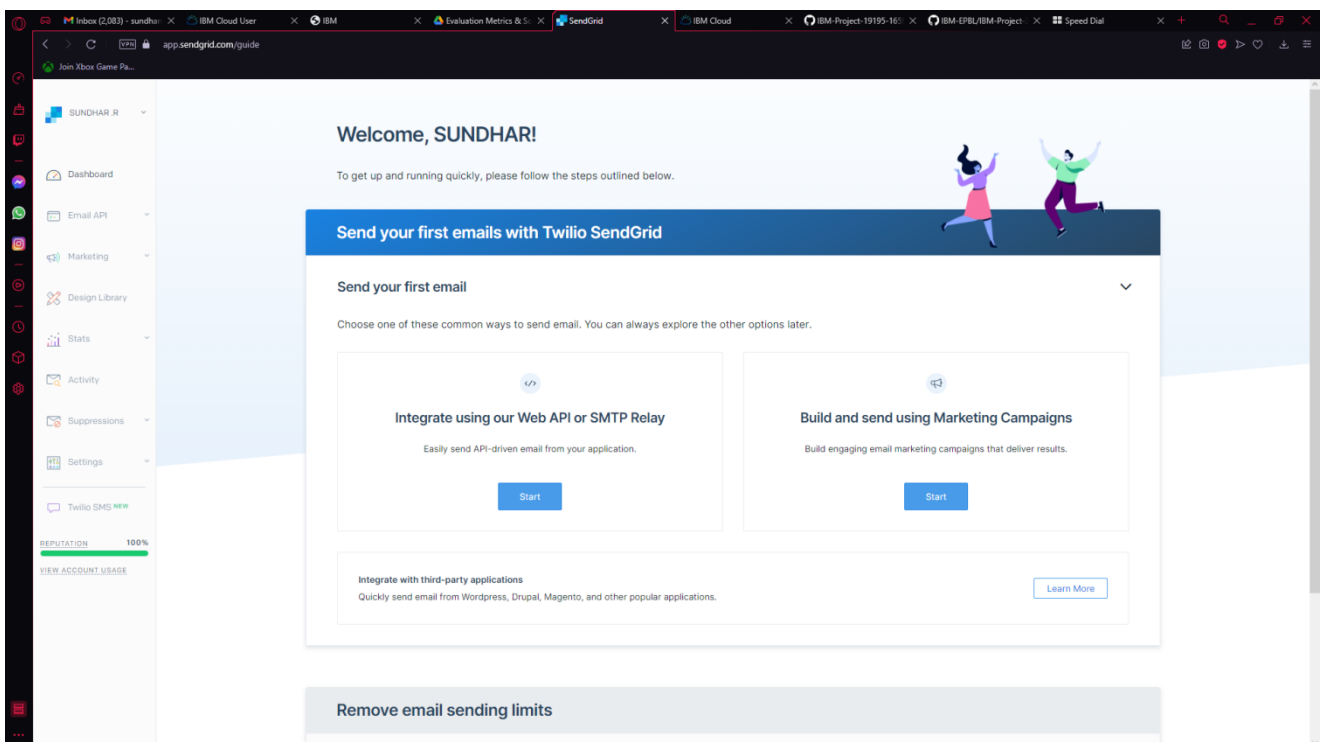 Inbox (2,083) - sundhar
IBM Cloud User
IBM
Evaluation Metrics & Sc
SendGrid
IBM Cloud
IBM-Project-19195-165
IBM-EPBL/IBM-Project-
Speed Dial
VPN
app.sendgrid.com/guide
Join Xbox Game Pa...
SUNDHAR .R
Dashboard
Email API
Marketing
Design Library
Stats
Activity
Suppressions
Settings
Twilio SMS NEW
REPUTATION 100%
VIEW ACCOUNT USAGE
Welcome, SUNDHAR!
To get up and running quickly, please follow the steps outlined below.
Send your first emails with Twilio SendGrid
Send your first email
Choose one of these common ways to send email. You can always explore the other options later.
Integrate using our Web API or SMTP Relay
Easily send API-driven email from your application.
Start
Build and send using Marketing Campaigns
Build engaging email marketing campaigns that deliver results.
Start
Integrate with third-party applications
Quickly send email from Wordpress, Drupal, Magento, and other popular applications.
Learn More
Remove email sending limits